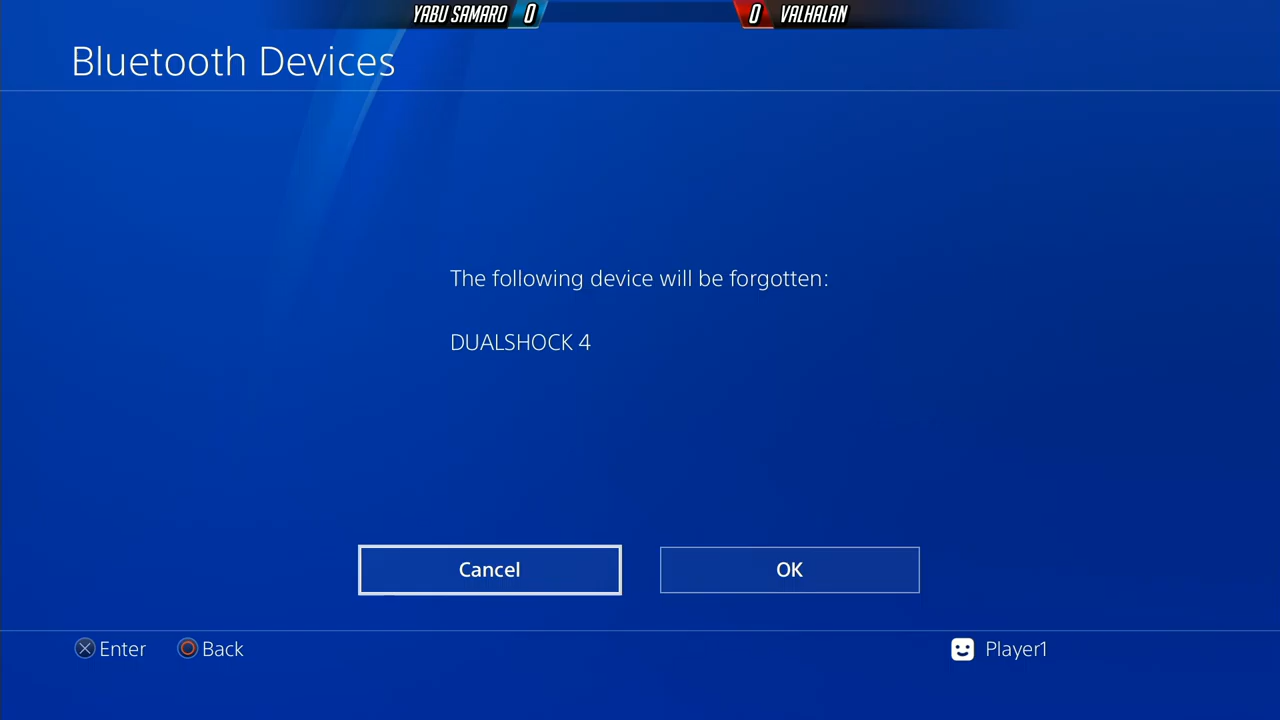 YABU SAMARO 0 0 VALHALAN
Bluetooth Devices
The following device will be forgotten:
DUALSHOCK 4
Cancel OK
Enter Back Player1